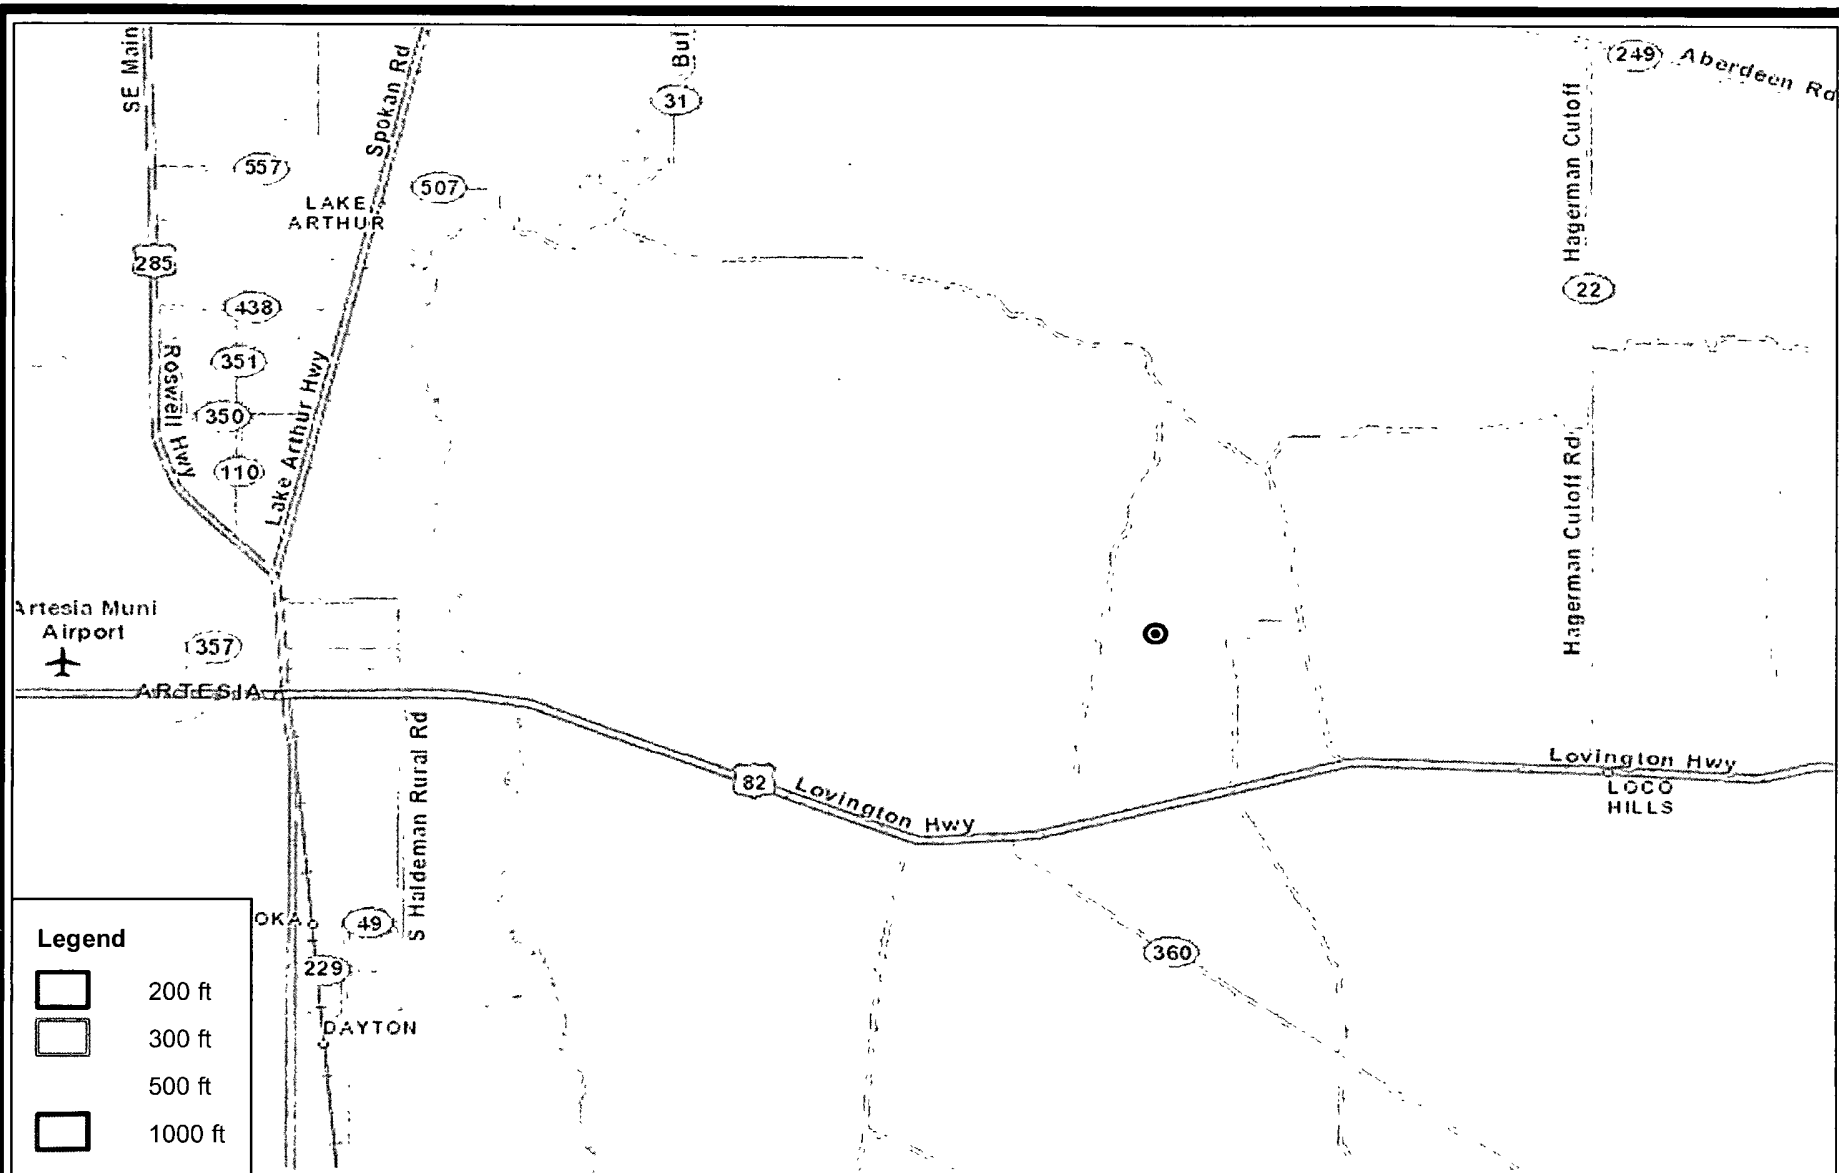 SE Main
Spokan Rd
Bul
31
249
Aberdeen Rd
Hagerman Cutoff
557
507
LAKE
ARTHUR
285
22
438
351
Roswell Hwy
350
Lake Arthur Hwy
110
Hagerman Cutoff Rd
Artesia Muni
Airport
357
ARTESIA
S Haldeman Rural Rd
82
Lovington Hwy
Lovington Hwy
LOCO
HILLS
OKA
49
360
229
DAYTON
Legend
200 ft
300 ft
500 ft
1000 ft